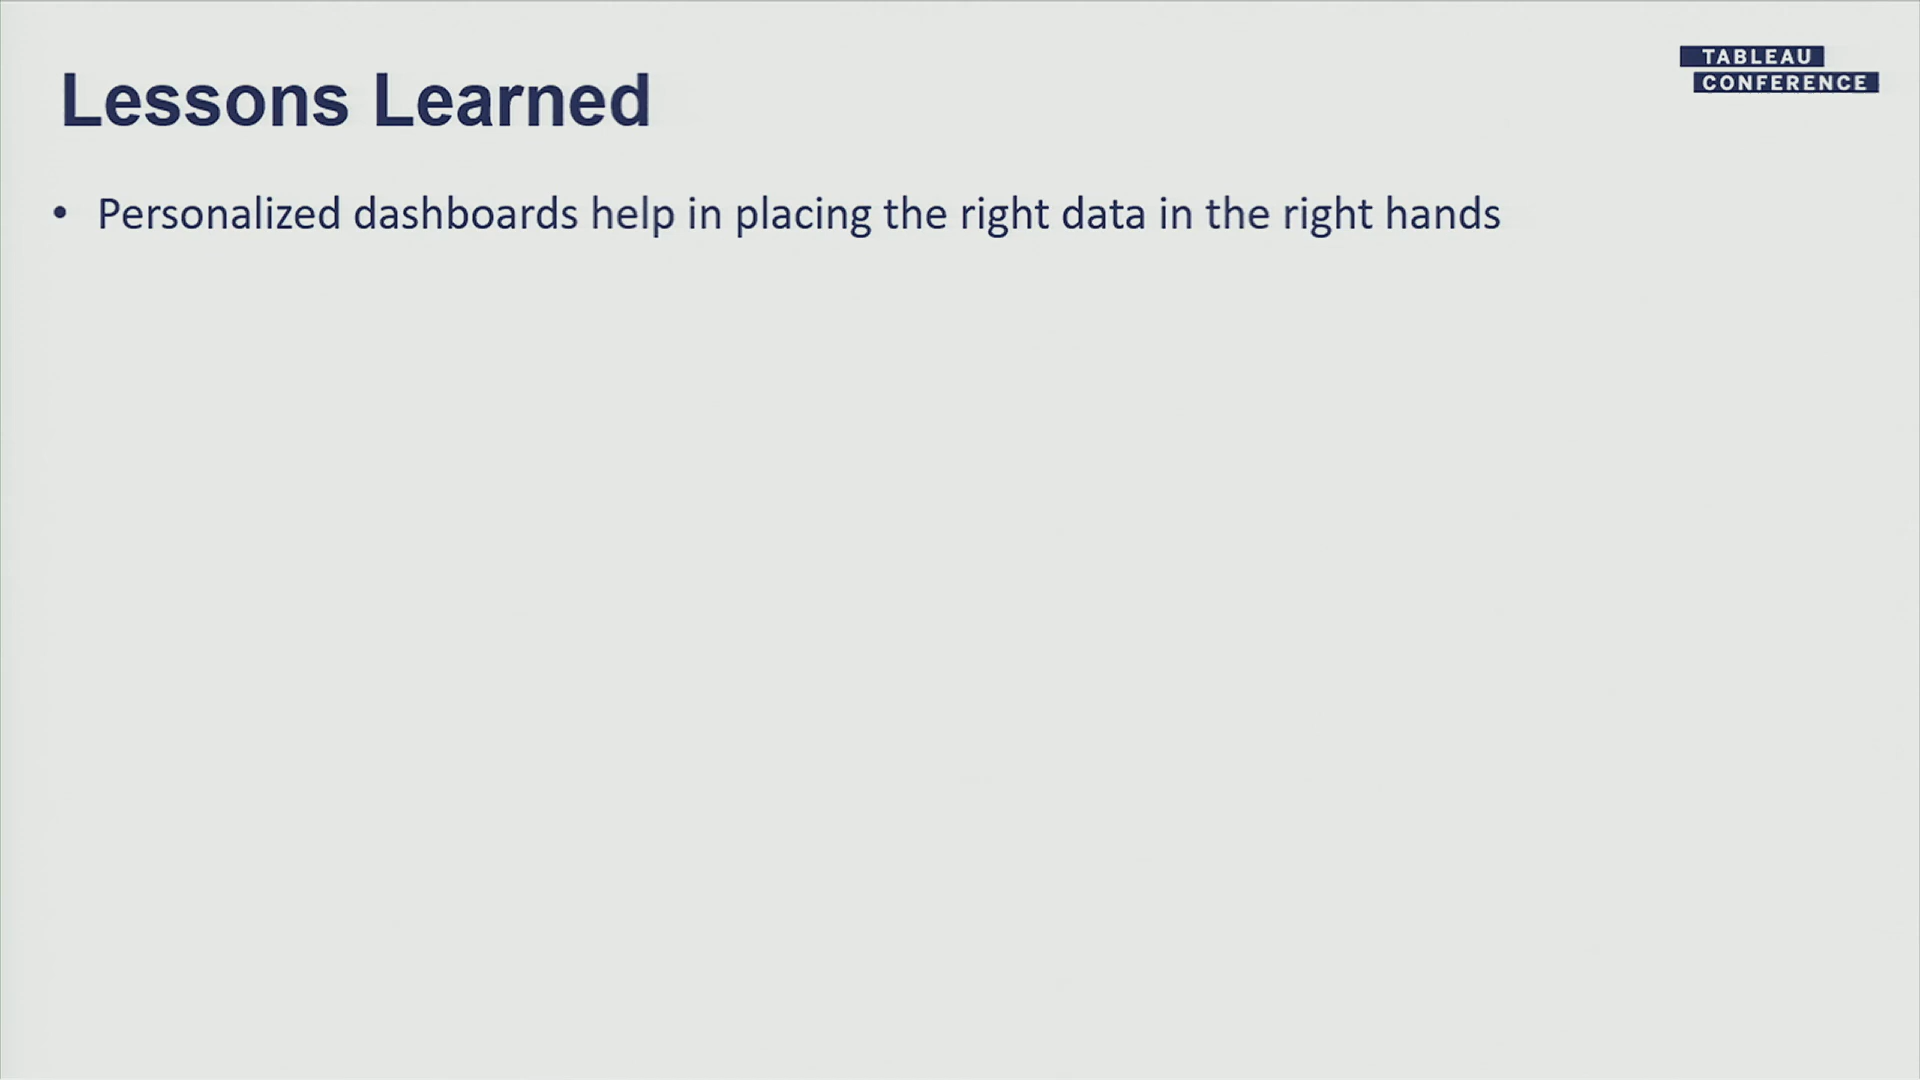 Lessons Learned
TABLEAU
CONFERENCE
• Personalized dashboards help in placing the right data in the right hands